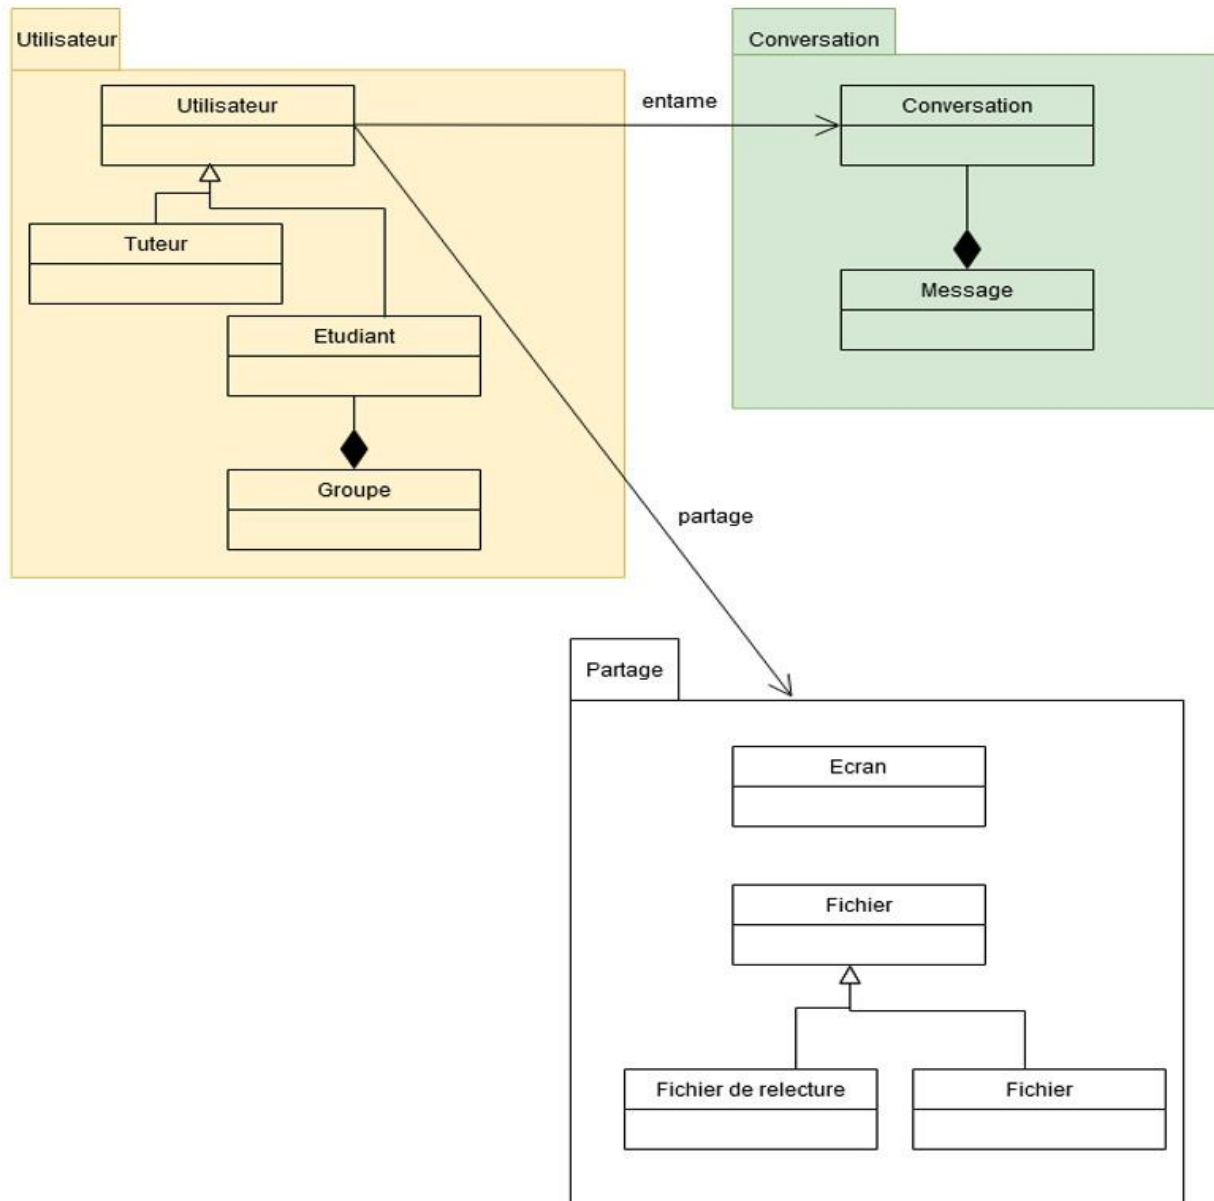 Utilisateur
Conversation
Utilisateur
entame
Conversation
Tuteur
Message
Etudiant
Groupe
partage
Partage
Ecran
Fichier
Fichier de relecture
Fichier